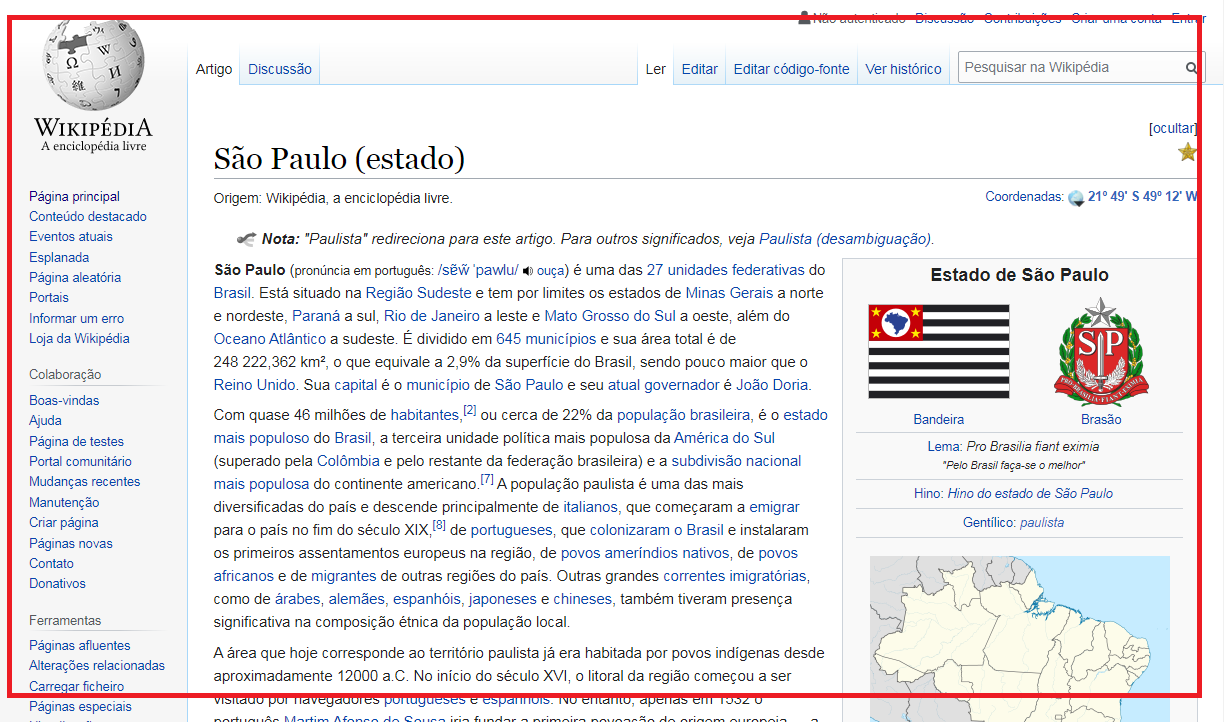 Não autenticado Discussão Contribuições Criar uma conta Entrar
Artigo Discussão Ler Editar Editar código-fonte Ver histórico Pesquisar na Wikipédia
WIKIPÉDIA
A enciclopédia livre
Página principal
Conteúdo destacado
Eventos atuais
Esplanada
Página aleatória
Portais
Informar um erro
Loja da Wikipédia
Colaboração
Boas-vindas
Ajuda
Página de testes
Portal comunitário
Mudanças recentes
Manutenção
Criar página
Páginas novas
Contato
Donativos
Ferramentas
Páginas afluentes
Alterações relacionadas
Carregar ficheiro
Páginas especiais
[ocultar]
São Paulo (estado)
Origem: Wikipédia, a enciclopédia livre.
Coordenadas: 21º 49' S 49º 12' W
Nota: "Paulista" redireciona para este artigo. Para outros significados, veja Paulista (desambiguação).
São Paulo (pronúncia em português: /sɐ̃w̃ ˈpawlu/ ouça) é uma das 27 unidades federativas do
Brasil. Está situado na Região Sudeste e tem por limites os estados de Minas Gerais a norte
e nordeste, Paraná a sul, Rio de Janeiro a leste e Mato Grosso do Sul a oeste, além do
Oceano Atlântico a sudeste. É dividido em 645 municípios e sua área total é de
248 222,362 km², o que equivale a 2,9% da superfície do Brasil, sendo pouco maior que o
Reino Unido. Sua capital é o município de São Paulo e seu atual governador é João Doria.
Com quase 46 milhões de habitantes,[2] ou cerca de 22% da população brasileira, é o estado
mais populoso do Brasil, a terceira unidade política mais populosa da América do Sul
(superado pela Colômbia e pelo restante da federação brasileira) e a subdivisão nacional
mais populosa do continente americano.[7] A população paulista é uma das mais
diversificadas do país e descende principalmente de italianos, que começaram a emigrar
para o país no fim do século XIX,[8] de portugueses, que colonizaram o Brasil e instalaram
os primeiros assentamentos europeus na região, de povos ameríndios nativos, de povos
africanos e de migrantes de outras regiões do país. Outras grandes correntes imigratórias,
como de árabes, alemães, espanhóis, japoneses e chineses, também tiveram presença
significativa na composição étnica da população local.
A área que hoje corresponde ao território paulista já era habitada por povos indígenas desde
aproximadamente 12000 a.C. No início do século XVI, o litoral da região começou a ser
visitado por navegadores portugueses e espanhóis. No entanto, apenas em 1532 o
português Martim Afonso de Sousa iria fundar a primeira povoação de origem europeia — a
Estado de São Paulo
SP
PRO BRASILIA FIANT EXIMIA
Bandeira Brasão
Lema: Pro Brasilia fiant eximia
"Pelo Brasil faça-se o melhor"
Hino: Hino do estado de São Paulo
Gentílico: paulista